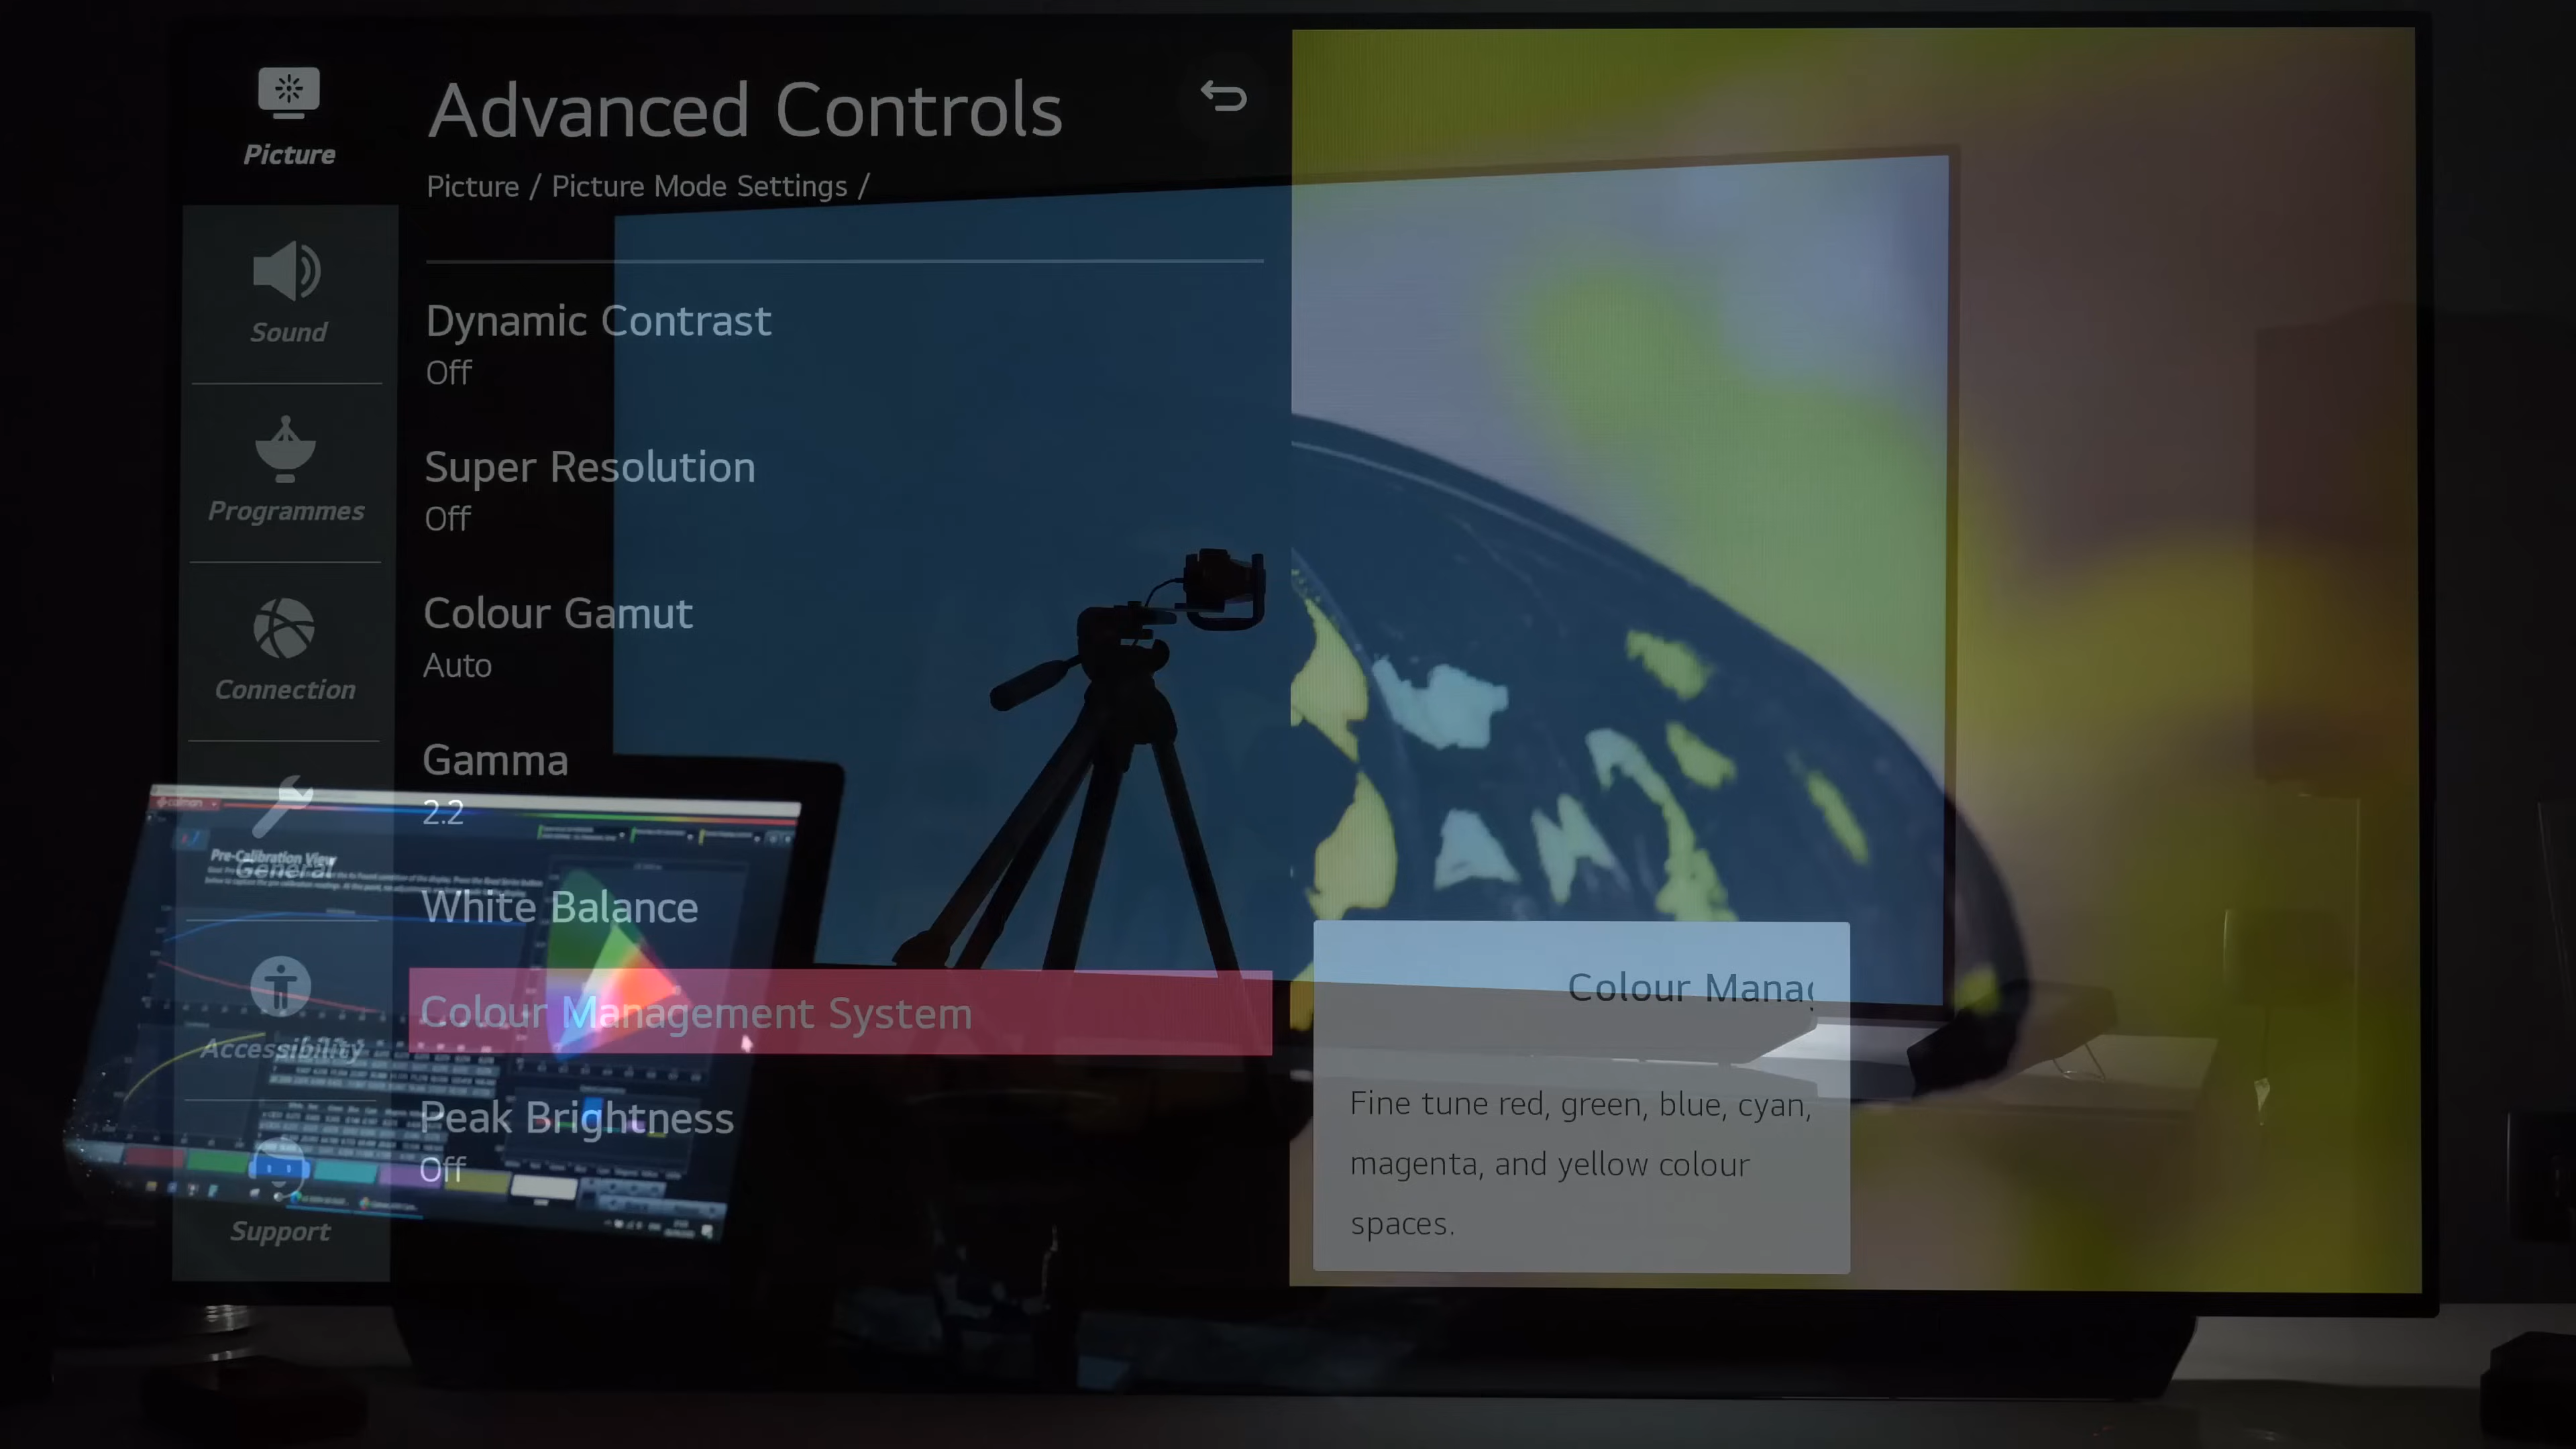 Picture
Advanced Controls
Picture / Picture Mode Settings /
Sound
Programmes
Connection
General
Accessibility
Support
Dynamic Contrast
Off
Super Resolution
Off
Colour Gamut
Auto
Gamma
2.2
White Balance
Colour Management System
Peak Brightness
Off
Colour Mana
Fine tune red, green, blue, cyan,
magenta, and yellow colour
spaces.
calman
Pre-Calibration View